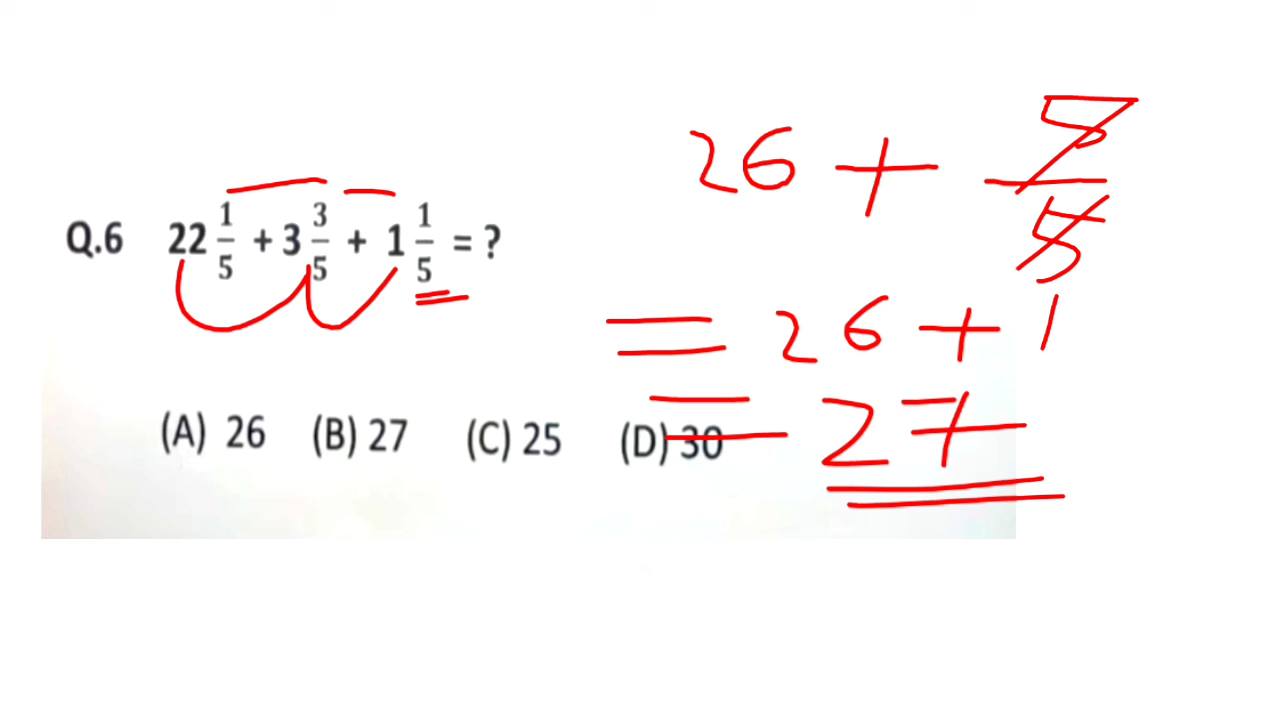 Q.6 22 1/5 + 3 3/5 + 1 1/5 = ?
(A) 26 (B) 27 (C) 25 (D) 30
26 + 5/5
= 26 + 1
= 27